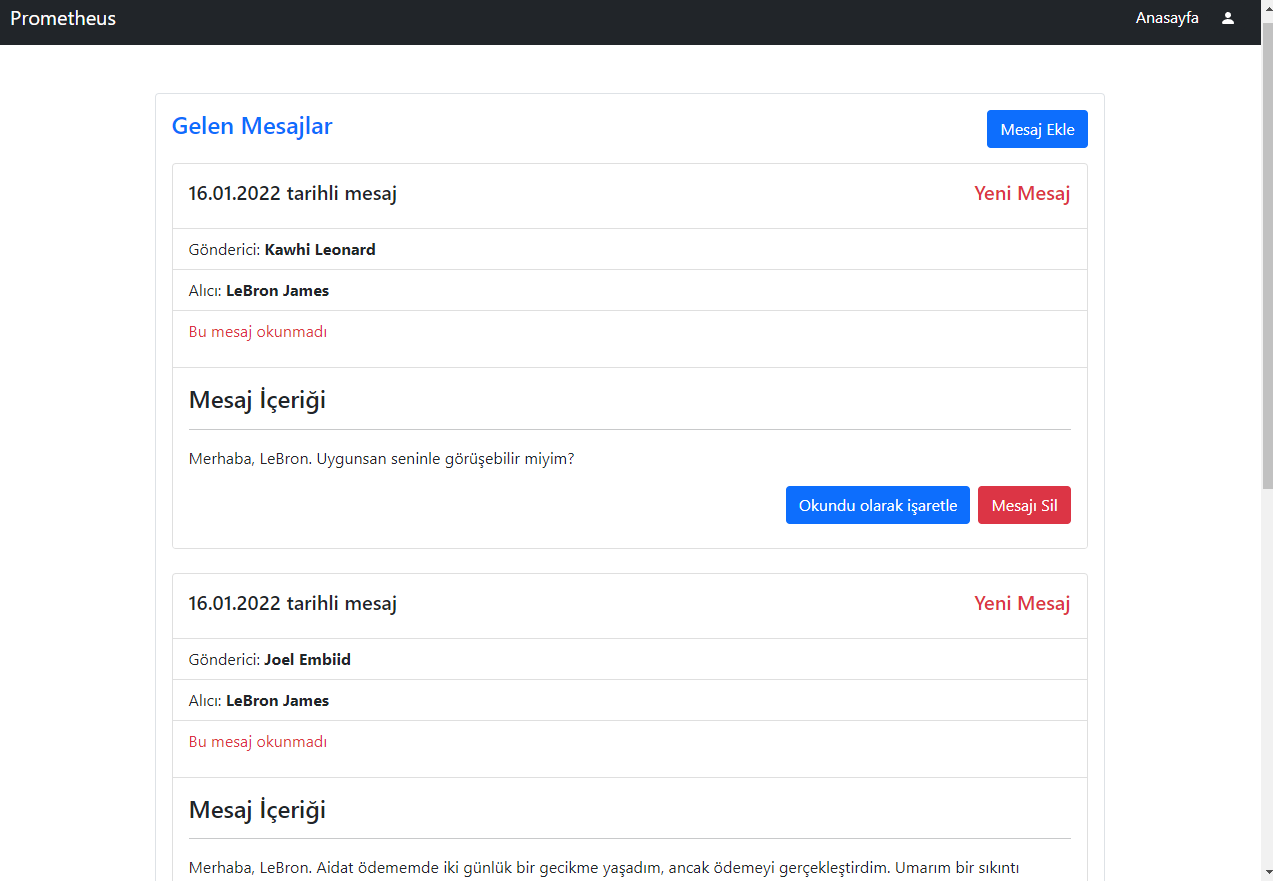 Prometheus
Anasayfa
Gelen Mesajlar
Mesaj Ekle
16.01.2022 tarihli mesaj
Yeni Mesaj
Gönderici: Kawhi Leonard
Alıcı: LeBron James
Bu mesaj okunmadı
Mesaj İçeriği
Merhaba, LeBron. Uygunsan seninle görüşebilir miyim?
Okundu olarak işaretle
Mesajı Sil
16.01.2022 tarihli mesaj
Yeni Mesaj
Gönderici: Joel Embiid
Alıcı: LeBron James
Bu mesaj okunmadı
Mesaj İçeriği
Merhaba, LeBron. Aidat ödememde iki günlük bir gecikme yaşadım, ancak ödemeyi gerçekleştirdim. Umarım bir sıkıntı